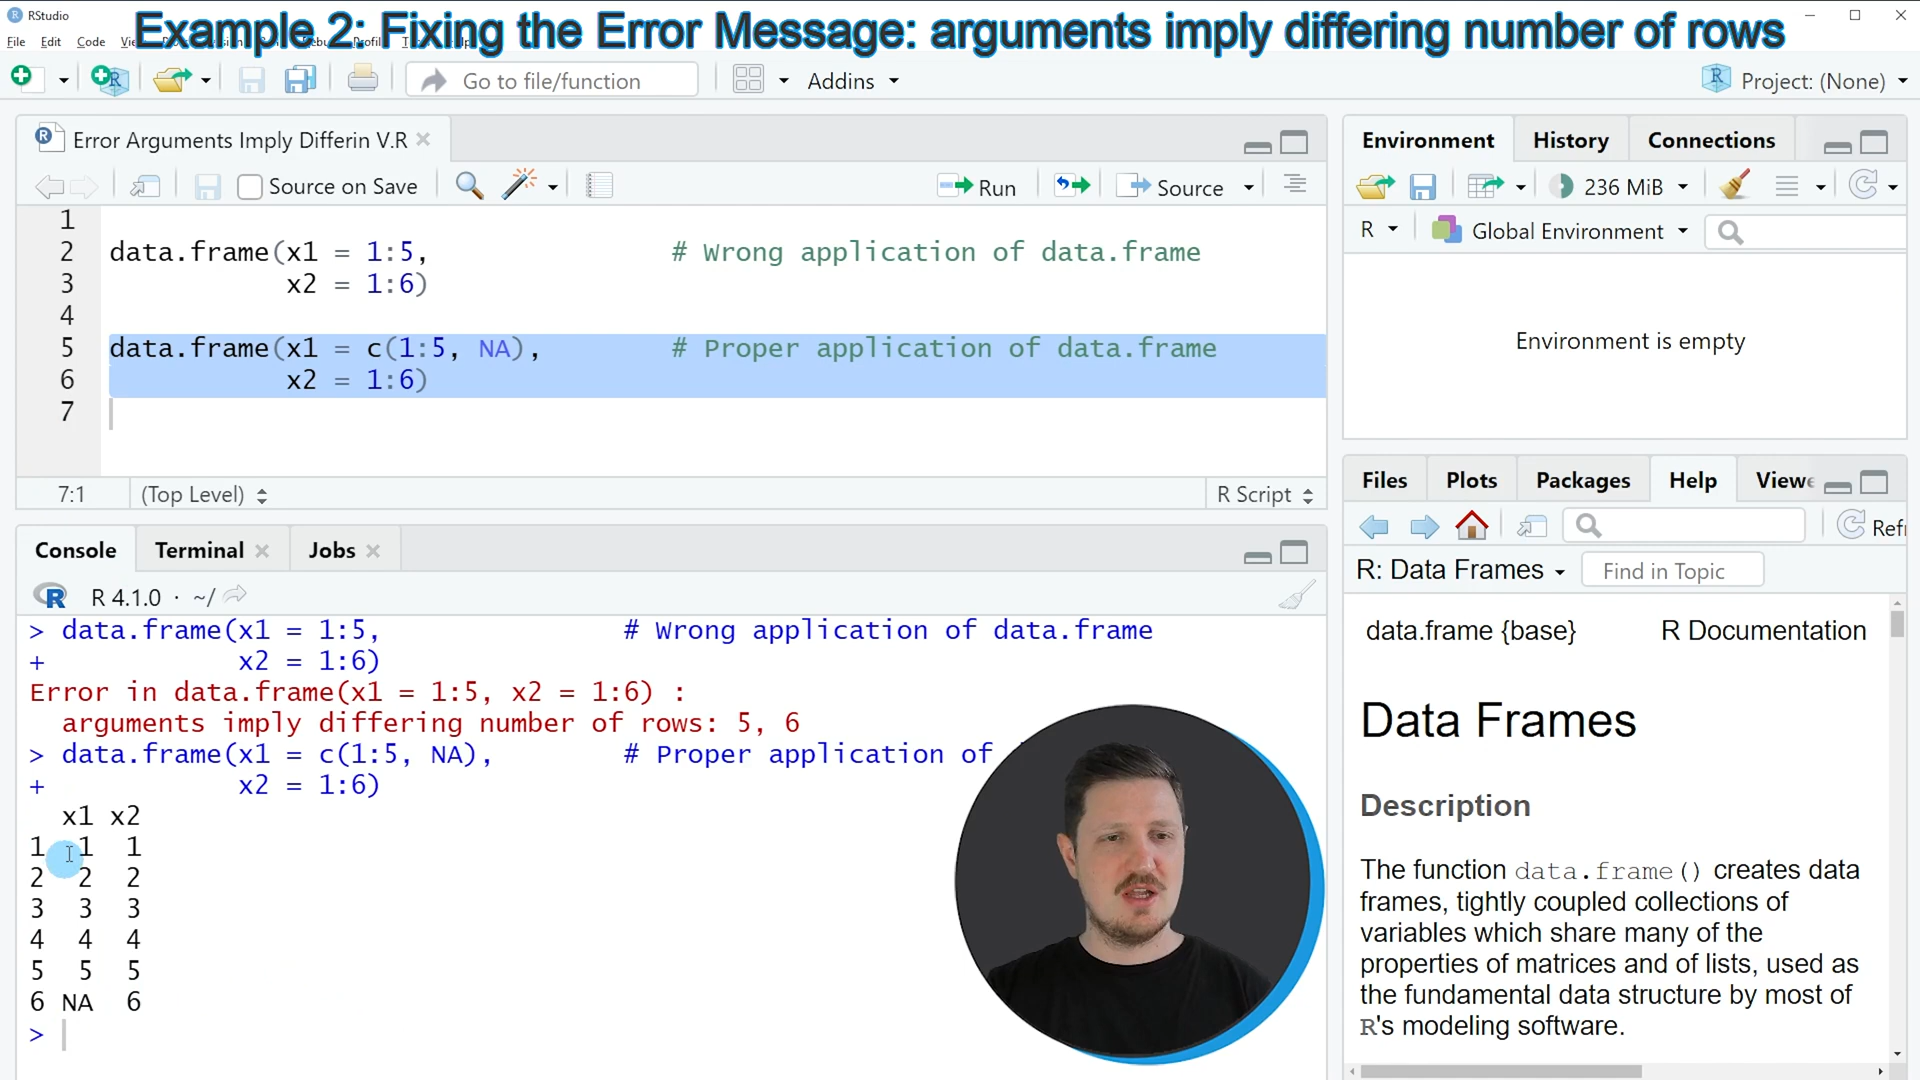 RStudio
Example 2: Fixing the Error Message: arguments imply differing number of rows
File Edit Code
Go to file/function
Addins
Project: (None)
Error Arguments Imply Differin V.R
Source on Save
Run
Source
1
2 data.frame(x1 = 1:5, # Wrong application of data.frame
3 x2 = 1:6)
4
5 data.frame(x1 = c(1:5, NA), # Proper application of data.frame
6 x2 = 1:6)
7
7:1
(Top Level)
R Script
Console Terminal Jobs
R 4.1.0 · ~/
> data.frame(x1 = 1:5, # Wrong application of data.frame
+ x2 = 1:6)
Error in data.frame(x1 = 1:5, x2 = 1:6) :
arguments imply differing number of rows: 5, 6
> data.frame(x1 = c(1:5, NA), # Proper application of
+ x2 = 1:6)
x1 x2
1 1 1
2 2 2
3 3 3
4 4 4
5 5 5
6 NA 6
>
Environment History Connections
236 MiB
R Global Environment
Environment is empty
Files Plots Packages Help Viewe
Refr
R: Data Frames
Find in Topic
data.frame {base} R Documentation
Data Frames
Description
The function data.frame() creates data
frames, tightly coupled collections of
variables which share many of the
properties of matrices and of lists, used as
the fundamental data structure by most of
R's modeling software.